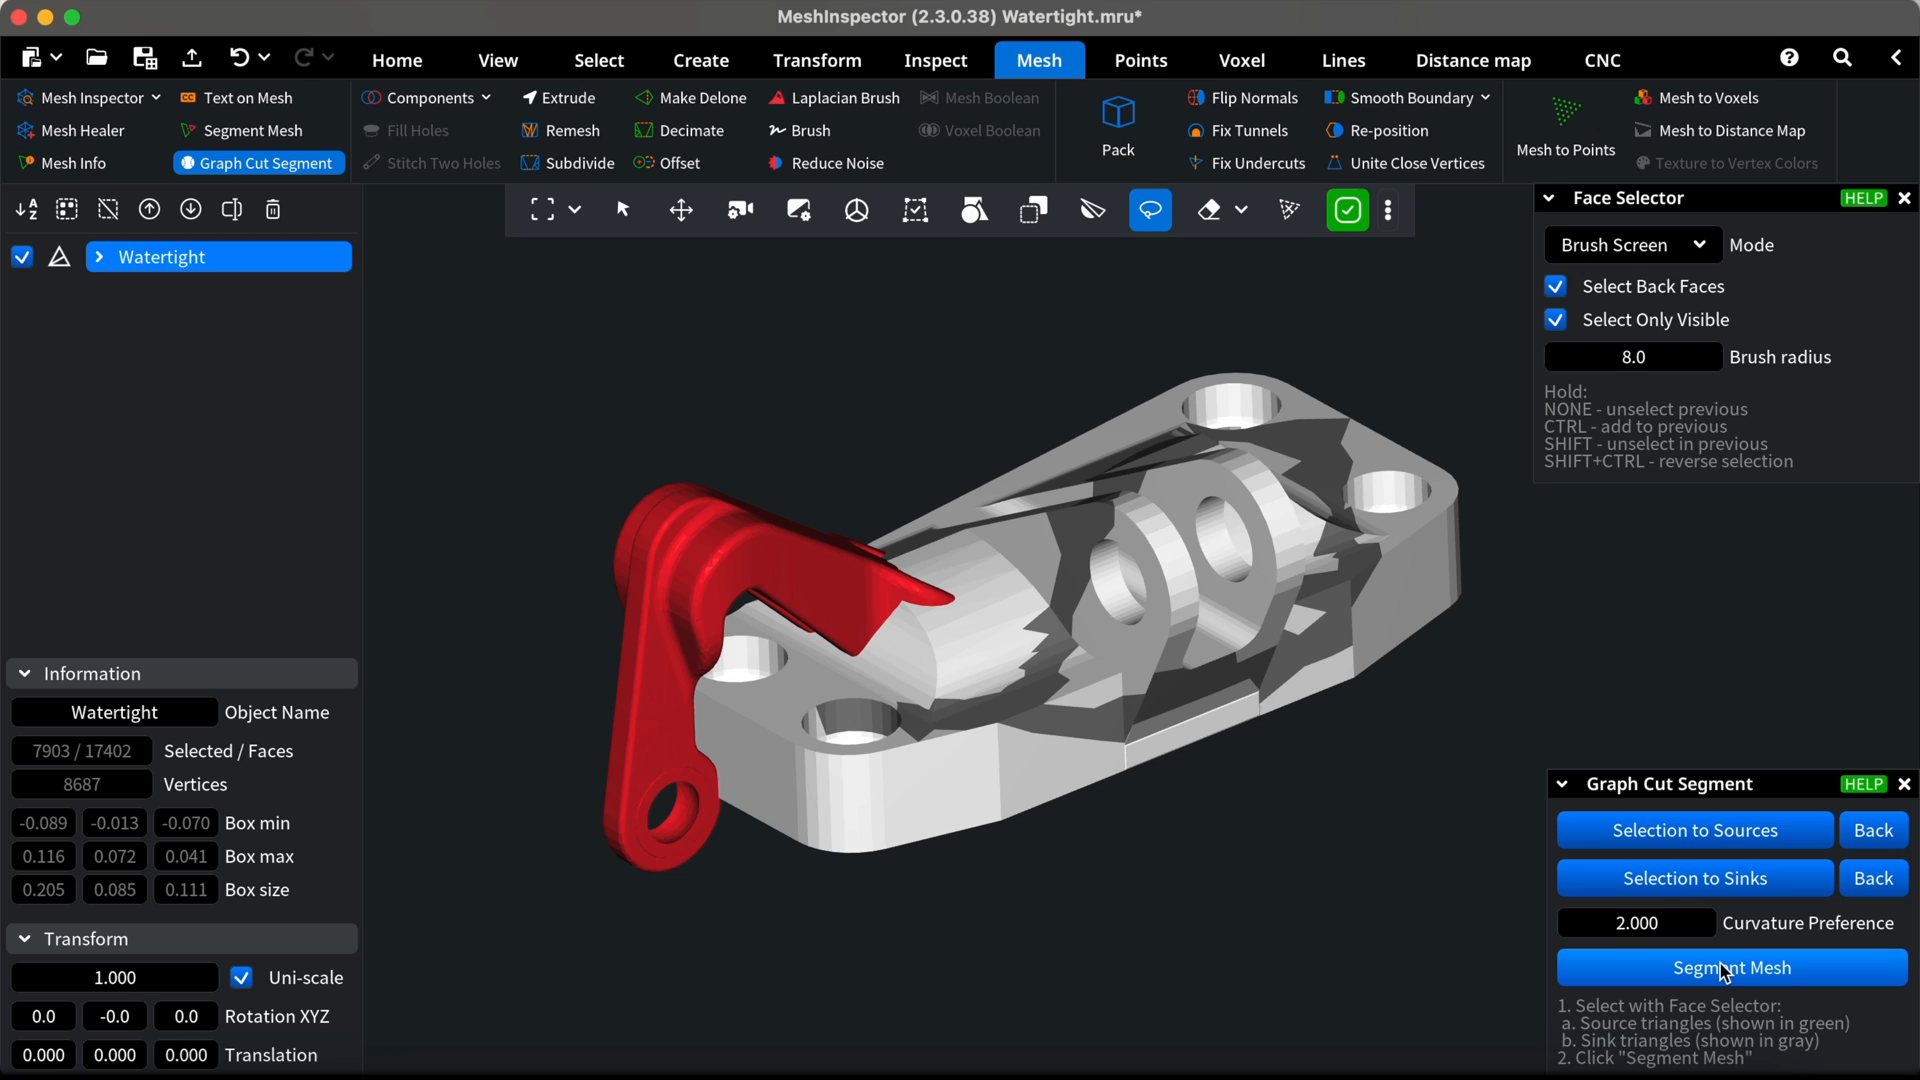 MeshInspector (2.3.0.38) Watertight.mru*
Home View Select Create Transform Inspect Mesh Points Voxel Lines Distance map CNC
Mesh Inspector Text on Mesh Components Extrude Make Delone Laplacian Brush Mesh Boolean Flip Normals Smooth Boundary Mesh to Voxels
Mesh Healer Segment Mesh Fill Holes Remesh Decimate Brush Voxel Boolean Pack Fix Tunnels Re-position Mesh to Points Mesh to Distance Map
Mesh Info Graph Cut Segment Stitch Two Holes Subdivide Offset Reduce Noise Fix Undercuts Unite Close Vertices Texture to Vertex Colors
Watertight
Information
Watertight Object Name
7903 / 17402 Selected / Faces
8687 Vertices
-0.089 -0.013 -0.070 Box min
0.116 0.072 0.041 Box max
0.205 0.085 0.111 Box size
Transform
1.000 Uni-scale
0.0 -0.0 0.0 Rotation XYZ
0.000 0.000 0.000 Translation
Face Selector HELP
Brush Screen Mode
Select Back Faces
Select Only Visible
8.0 Brush radius
Hold:
NONE - unselect previous
CTRL - add to previous
SHIFT - unselect in previous
SHIFT+CTRL - reverse selection
Graph Cut Segment HELP
Selection to Sources Back
Selection to Sinks Back
2.000 Curvature Preference
Segment Mesh
1. Select with Face Selector:
a. Source triangles (shown in green)
b. Sink triangles (shown in gray)
2. Click "Segment Mesh"